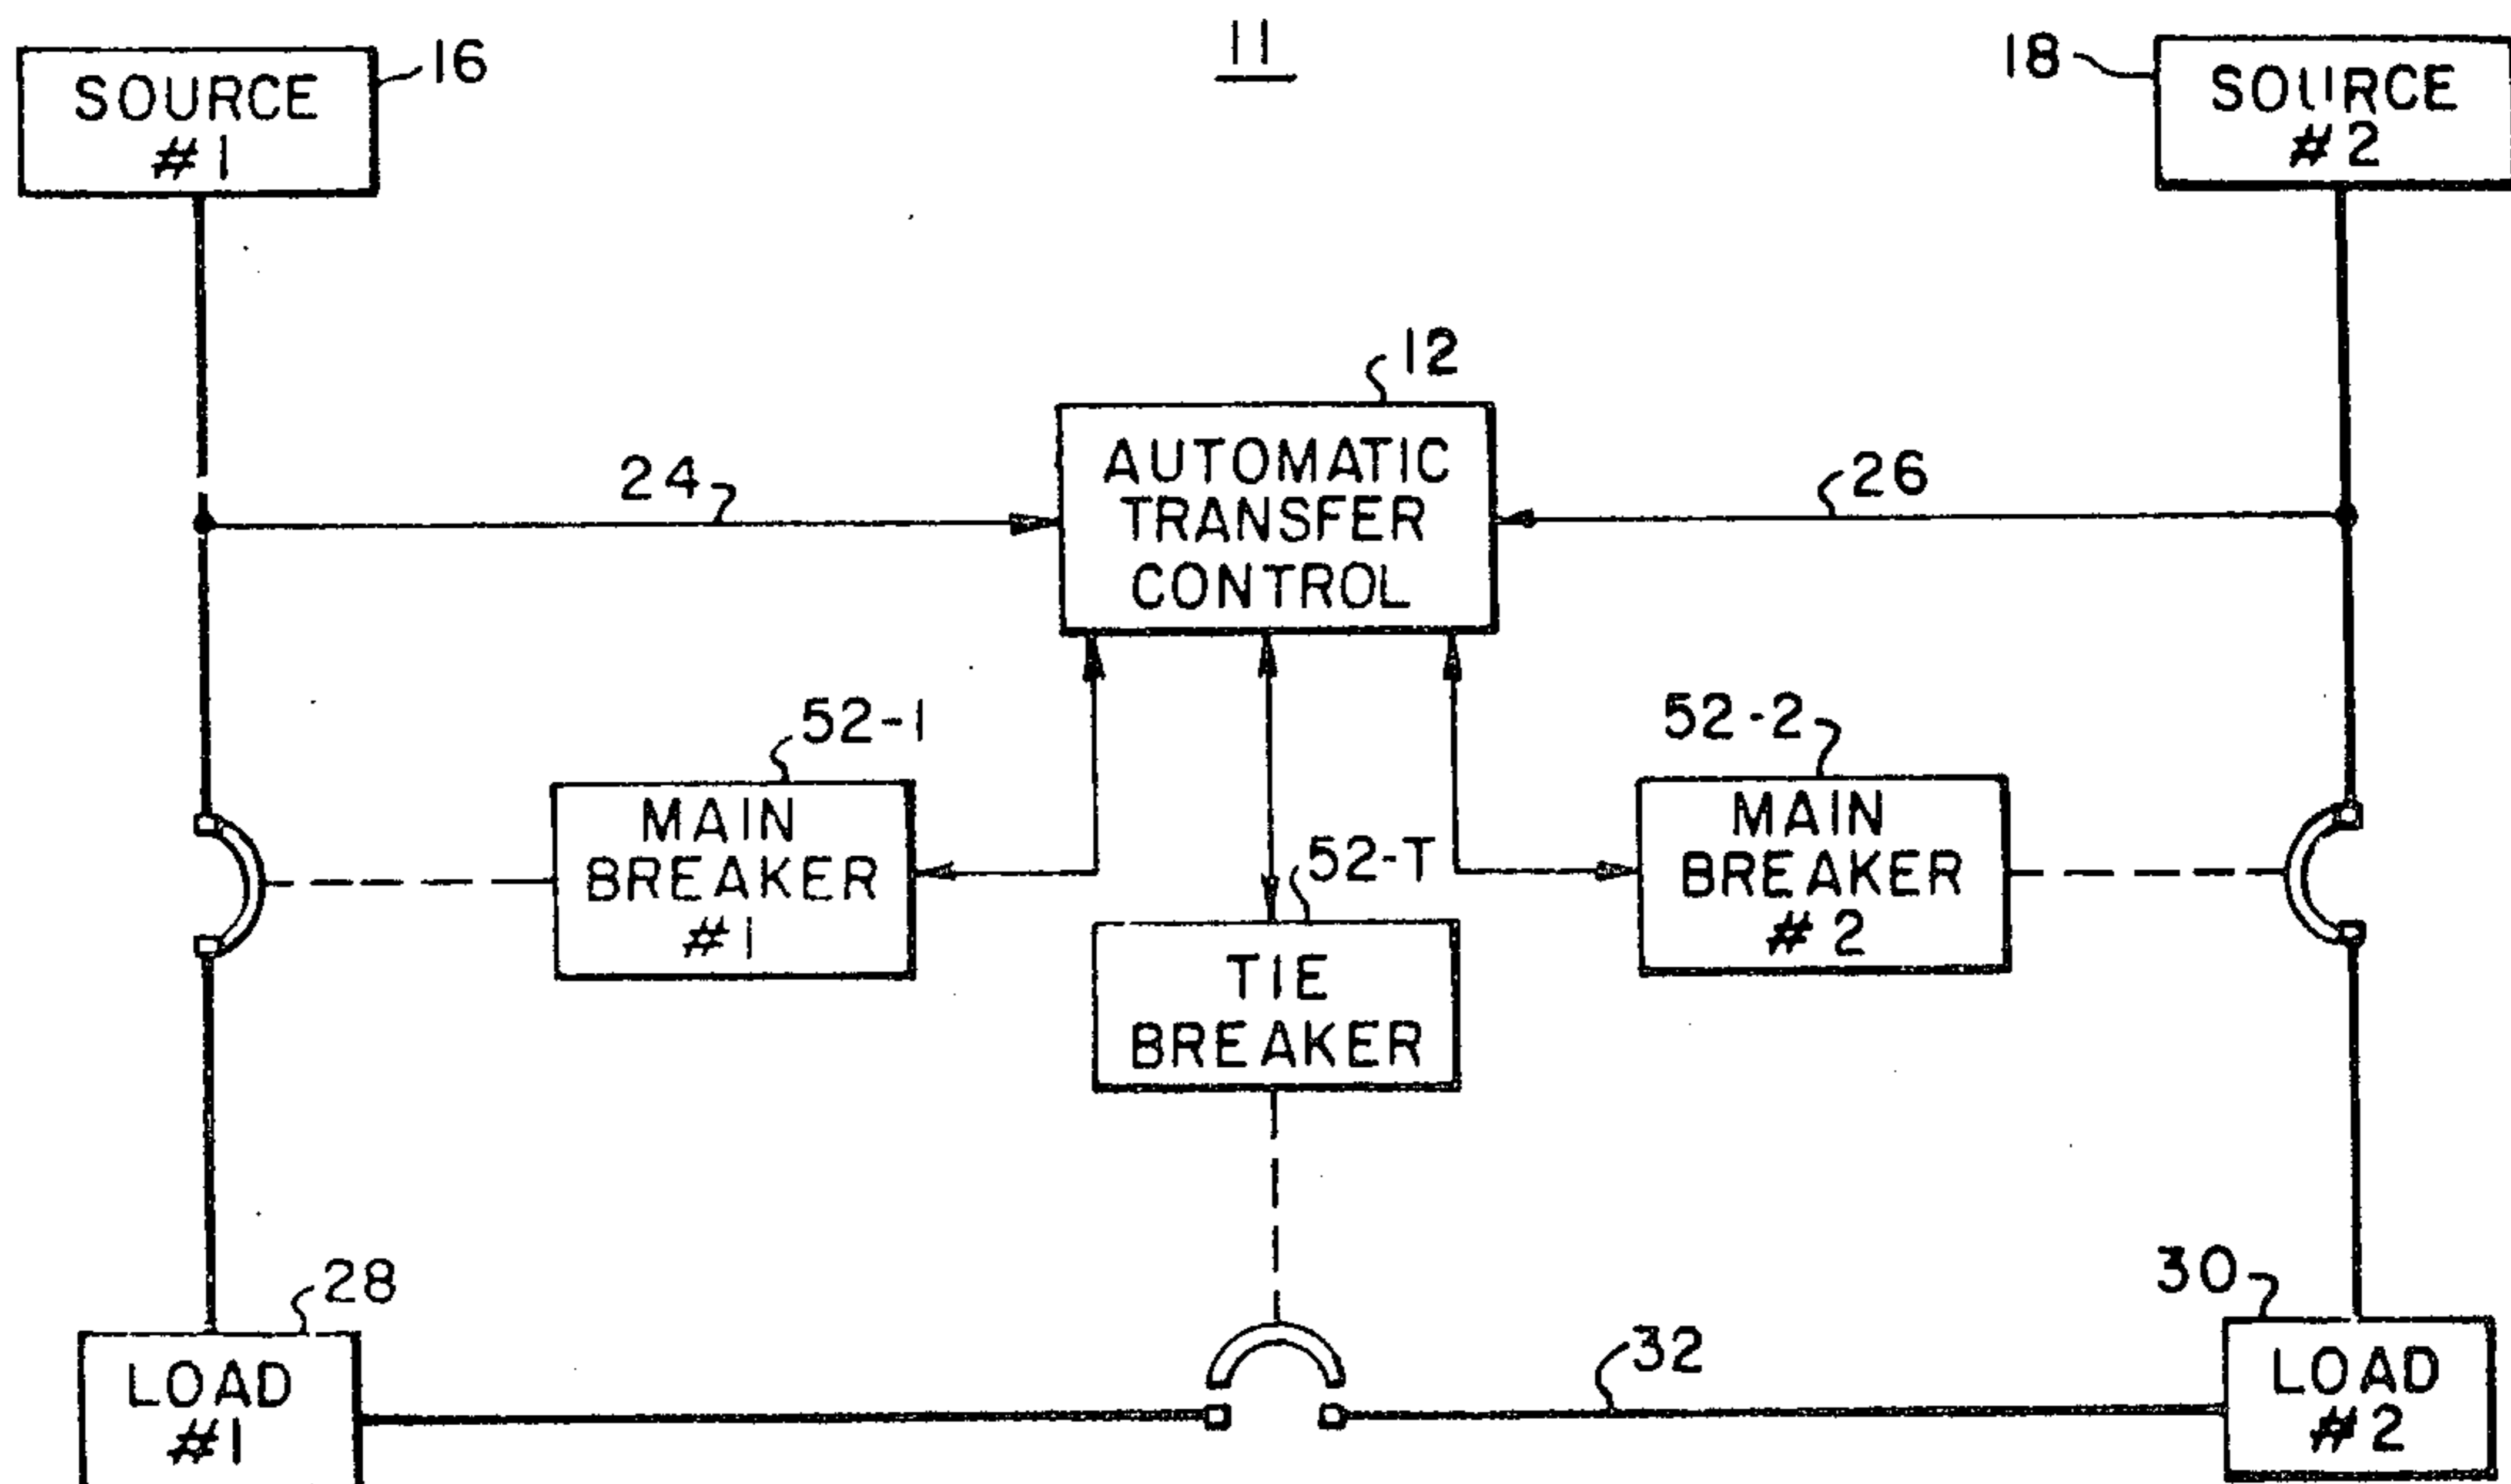 11
16
SOURCE
#1
18
SOURCE
#2
12
AUTOMATIC
TRANSFER
CONTROL
24
26
52-1
MAIN
BREAKER
#1
52-2
MAIN
BREAKER
#2
52-T
TIE
BREAKER
28
LOAD
#1
32
30
LOAD
#2